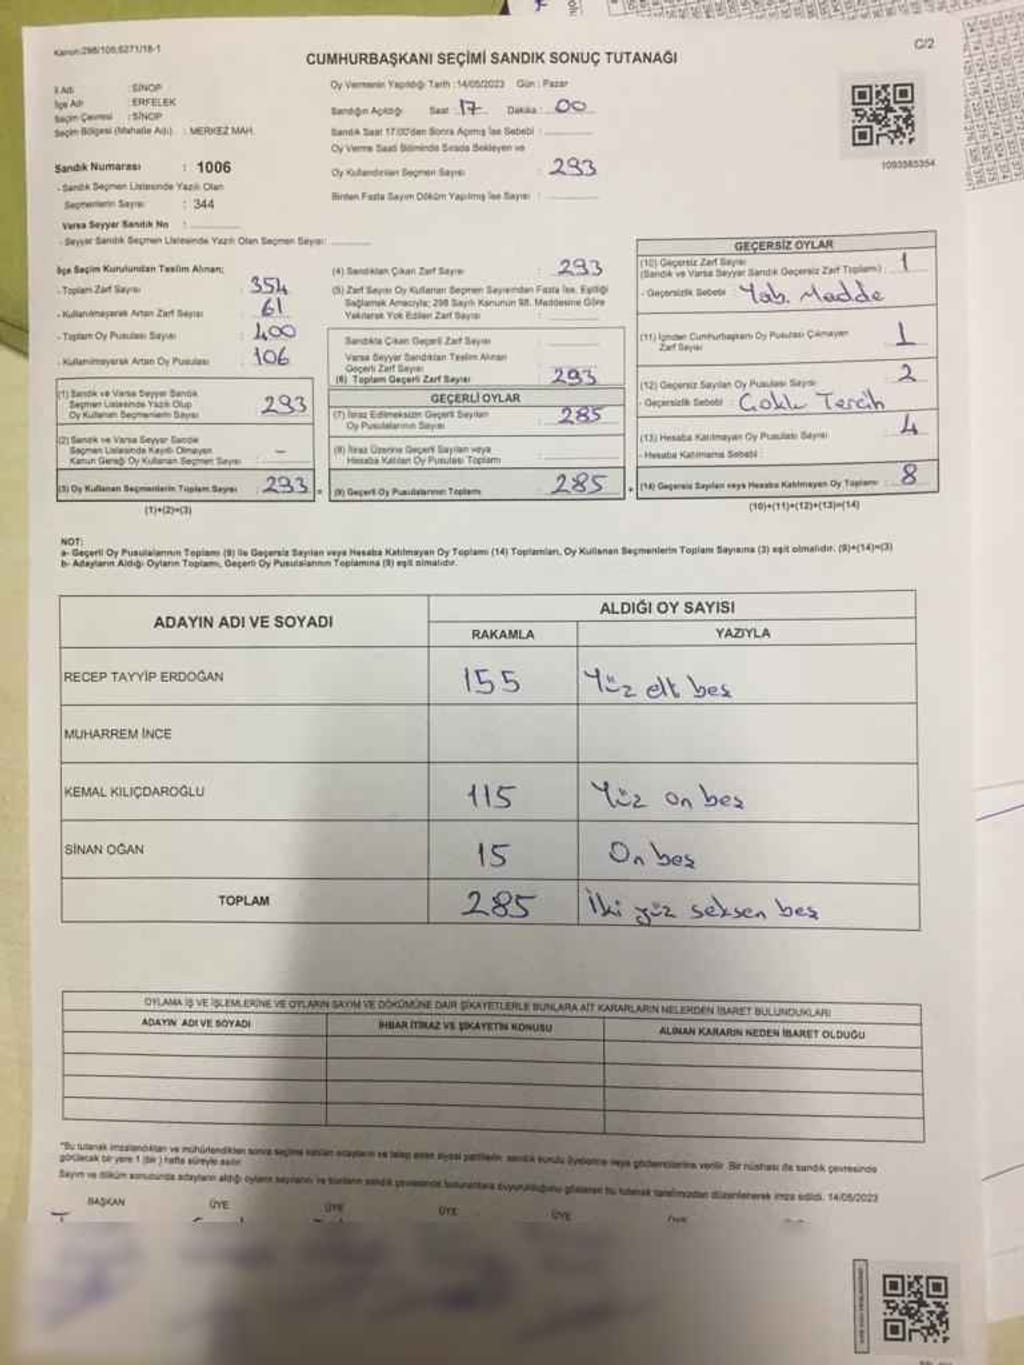 Kanun:298/106,6271/18-1
C/2
CUMHURBAŞKANI SEÇİMİ SANDIK SONUÇ TUTANAĞI
İl Adı : SİNOP
İlçe Adı : ERFELEK
Seçim Çevresi : SİNOP
Seçim Bölgesi (Mahalle Adı) : MERKEZ MAH.
Sandık Numarası : 1006
- Sandık Seçmen Listesinde Yazılı Olan
Seçmenlerin Sayısı : 344
Varsa Seyyar Sandık No :
- Seyyar Sandık Seçmen Listesinde Yazılı Olan Seçmen Sayısı:
Oy Vermenin Yapıldığı Tarih :14/05/2023 Gün : Pazar
Sandığın Açıldığı Saat 17 Dakika : 00
Sandık Saat 17:00'den Sonra Açılmış İse Sebebi :
Oy Verme Saati Bitiminde Sırada Bekleyen ve
Oy Kullandırılan Seçmen Sayısı : 293
Birden Fazla Sayım Döküm Yapılmış İse Sayısı :
1093585354
İlçe Seçim Kurulundan Teslim Alınan;
- Toplam Zarf Sayısı : 354
- Kullanılmayarak Artan Zarf Sayısı : 61
- Toplam Oy Pusulası Sayısı : 400
- Kullanılmayarak Artan Oy Pusulası : 106
(1) Sandık ve Varsa Seyyar Sandık
Seçmen Listesinde Yazılı Olup
Oy Kullanan Seçmenlerin Sayısı : 293
(2) Sandık ve Varsa Seyyar Sandık
Seçmen Listesinde Kayıtlı Olmayan
Kanun Gereği Oy Kullanan Seçmen Sayısı : -
(3) Oy Kullanan Seçmenlerin Toplam Sayısı : 293
(1)+(2)=(3)
(4) Sandıktan Çıkan Zarf Sayısı : 293
(5) Zarf Sayısı Oy Kullanan Seçmen Sayısından Fazla İse, Eşitliği
Sağlamak Amacıyla; 298 Sayılı Kanunun 98. Maddesine Göre
Yakılarak Yok Edilen Zarf Sayısı :
Sandıkta Çıkan Geçerli Zarf Sayısı :
Varsa Seyyar Sandıktan Teslim Alınan
Geçerli Zarf Sayısı :
(6) Toplam Geçerli Zarf Sayısı : 293
GEÇERLİ OYLAR
(7) İtiraz Edilmeksizin Geçerli Sayılan
Oy Pusulalarının Sayısı : 285
(8) İtiraz Üzerine Geçerli Sayılan veya
Hesaba Katılan Oy Pusulası Toplamı :
(9) Geçerli Oy Pusulalarının Toplamı : 285
GEÇERSİZ OYLAR
(10) Geçersiz Zarf Sayısı
(Sandık ve Varsa Seyyar Sandık Geçersiz Zarf Toplamı) : 1
- Geçersizlik Sebebi : Yab. Madde
(11) İçinden Cumhurbaşkanı Oy Pusulası Çıkmayan
Zarf Sayısı : 1
(12) Geçersiz Sayılan Oy Pusulası Sayısı : 2
- Geçersizlik Sebebi : Çoklu Tercih
(13) Hesaba Katılmayan Oy Pusulası Sayısı : 4
- Hesaba Katılmama Sebebi :
(14) Geçersiz Sayılan veya Hesaba Katılmayan Oy Toplamı : 8
(10)+(11)+(12)+(13)=(14)
NOT:
a- Geçerli Oy Pusulalarının Toplamı (9) ile Geçersiz Sayılan veya Hesaba Katılmayan Oy Toplamı (14) Toplamları, Oy Kullanan Seçmenlerin Toplam Sayısına (3) eşit olmalıdır. (9)+(14)=(3)
b- Adayların Aldığı Oyların Toplamı, Geçerli Oy Pusulalarının Toplamına (9) eşit olmalıdır.
ADAYIN ADI VE SOYADI ALDIĞI OY SAYISI
RAKAMLA YAZIYLA
RECEP TAYYİP ERDOĞAN 155 Yüz elli beş
MUHARREM İNCE
KEMAL KILIÇDAROĞLU 115 Yüz on beş
SİNAN OĞAN 15 On beş
TOPLAM 285 İki yüz seksen beş
OYLAMA İŞ VE İŞLEMLERİNE VE OYLARIN SAYIM VE DÖKÜMÜNE DAİR ŞİKAYETLERLE BUNLARA AİT KARARLARIN NELERDEN İBARET BULUNDUKLARI
ADAYIN ADI VE SOYADI İHBAR İTİRAZ VE ŞİKAYETİN KONUSU ALINAN KARARIN NEDEN İBARET OLDUĞU
"Bu tutanak imzalandıktan ve mühürlendikten sonra seçime katılan adayların ve talep eden siyasi partilerin sandık kurulu üyelerine veya gözlemcilerine verilir. Bir nüshası da sandık çevresinde
görülecek bir yere 1 (bir) hafta süreyle asılır.
Sayım ve döküm sonucunda adayların aldığı oyların sayısını ve bunların sandık çevresinde bulunanlara duyurulduğunu gösteren bu tutanak tarafımızdan düzenlenerek imza edildi. 14/05/2023
BAŞKAN ÜYE ÜYE ÜYE ÜYE ÜYE